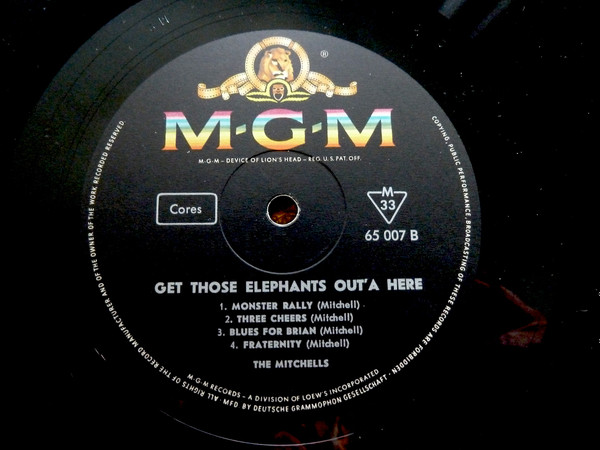 ®
M·G·M
M·G·M – DEVICE OF LION'S HEAD – REG. U.S. PAT. OFF.
Cores
M
33
65 007 B
GET THOSE ELEPHANTS OUT'A HERE
1. MONSTER RALLY (Mitchell)
2. THREE CHEERS (Mitchell)
3. BLUES FOR BRIAN (Mitchell)
4. FRATERNITY (Mitchell)
THE MITCHELLS
M·G·M RECORDS – A DIVISION OF LOEW'S INCORPORATED
MFD. BY DEUTSCHE GRAMMOPHON GESELLSCHAFT · ALL RIGHTS OF THE RECORD MANUFACTURER AND OF THE OWNER OF THE WORK RECORDED RESERVED. COPYING, PUBLIC PERFORMANCE, BROADCASTING OF THESE RECORDS ARE FORBIDDEN